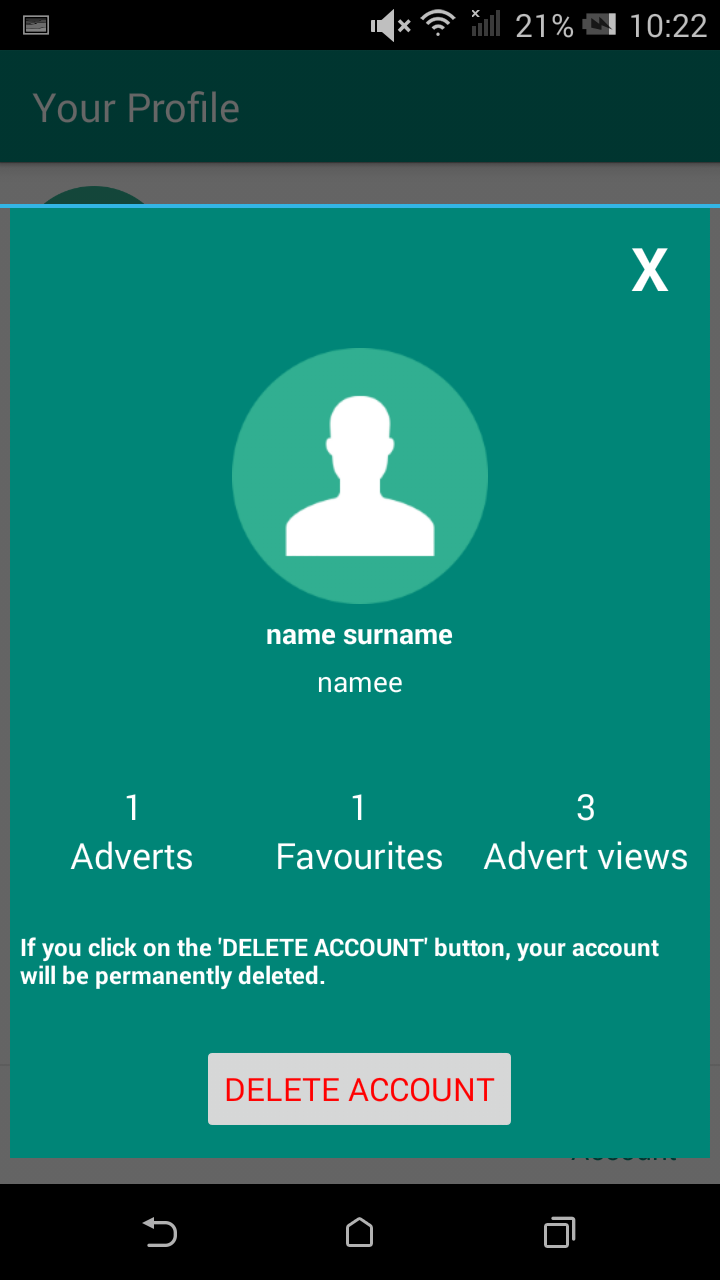 21% 10:22
Your Profile
X
name surname
namee
1 1 3
Adverts Favourites Advert views
If you click on the 'DELETE ACCOUNT' button, your account
will be permanently deleted.
DELETE ACCOUNT